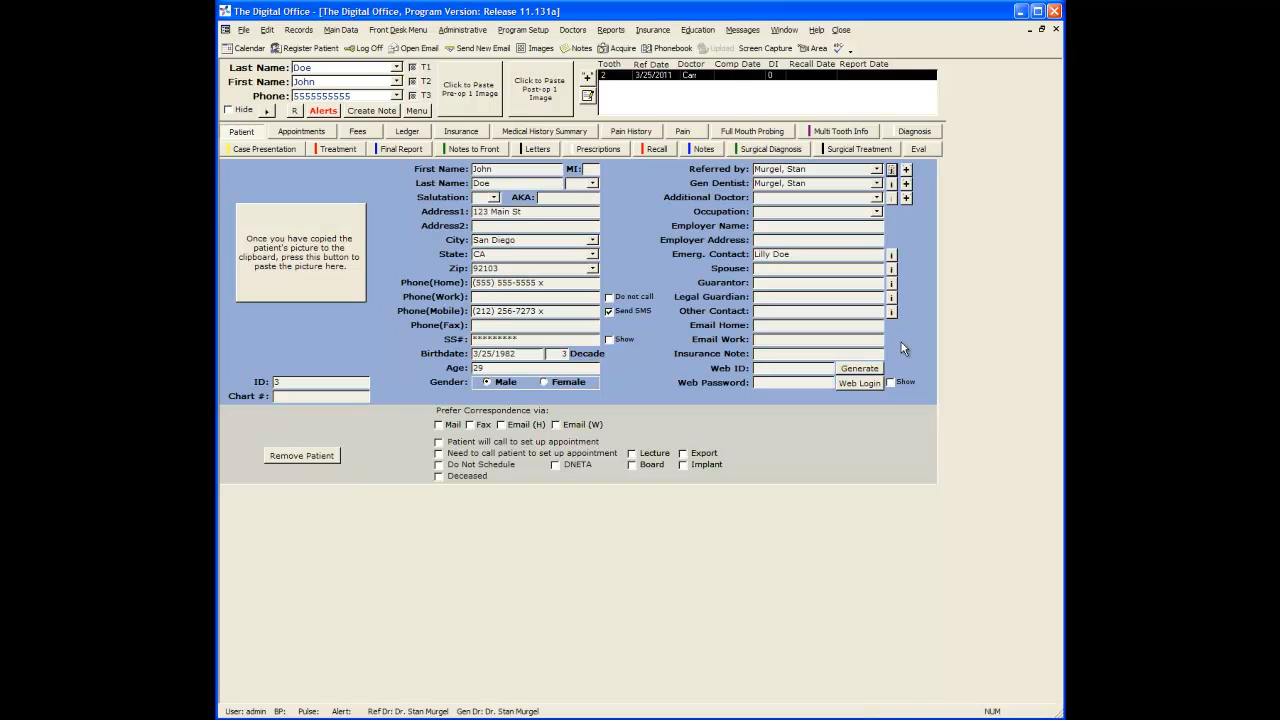 The Digital Office - [The Digital Office, Program Version: Release 11.131a]
File Edit Records Main Data Front Desk Menu Administrative Program Setup Doctors Reports Insurance Education Messages Window Help Close
Calendar Register Patient Log Off Open Email Send New Email Images Notes Acquire Phonebook Upload Screen Capture iArea
Last Name: Doe T1
First Name: John T2
Phone: 5555555555 T3
Hide R Alerts Create Note Menu
Click to Paste Pre-op 1 Image
Click to Paste Post-op 1 Image
Tooth Ref Date Doctor Comp Date DI Recall Date Report Date
2 3/25/2011 Carr 0
Patient Appointments Fees Ledger Insurance Medical History Summary Pain History Pain Full Mouth Probing Multi Tooth Info Diagnosis
Case Presentation Treatment Final Report Notes to Front Letters Prescriptions Recall Notes Surgical Diagnosis Surgical Treatment Eval
Once you have copied the
patient's picture to the
clipboard, press this button to
paste the picture here.
ID: 3
Chart #:
First Name: John MI:
Last Name: Doe
Salutation: AKA:
Address1: 123 Main St
Address2:
City: San Diego
State: CA
Zip: 92103
Phone(Home): (555) 555-5555 x
Phone(Work): Do not call
Phone(Mobile): (212) 256-7273 x Send SMS
Phone(Fax):
SS#: ********* Show
Birthdate: 3/25/1982 3 Decade
Age: 29
Gender: Male Female
Referred by: Murgel, Stan i +
Gen Dentist: Murgel, Stan i +
Additional Doctor: i +
Occupation:
Employer Name:
Employer Address:
Emerg. Contact: Lilly Doe i
Spouse: i
Guarantor: i
Legal Guardian: i
Other Contact: i
Email Home:
Email Work:
Insurance Note:
Web ID: Generate
Web Password: Web Login Show
Prefer Correspondence via:
Mail Fax Email (H) Email (W)
Patient will call to set up appointment
Need to call patient to set up appointment Lecture Export
Do Not Schedule DNETA Board Implant
Deceased
Remove Patient
User: admin BP: Pulse: Alert: Ref Dr: Dr. Stan Murgel Gen Dr: Dr. Stan Murgel NUM